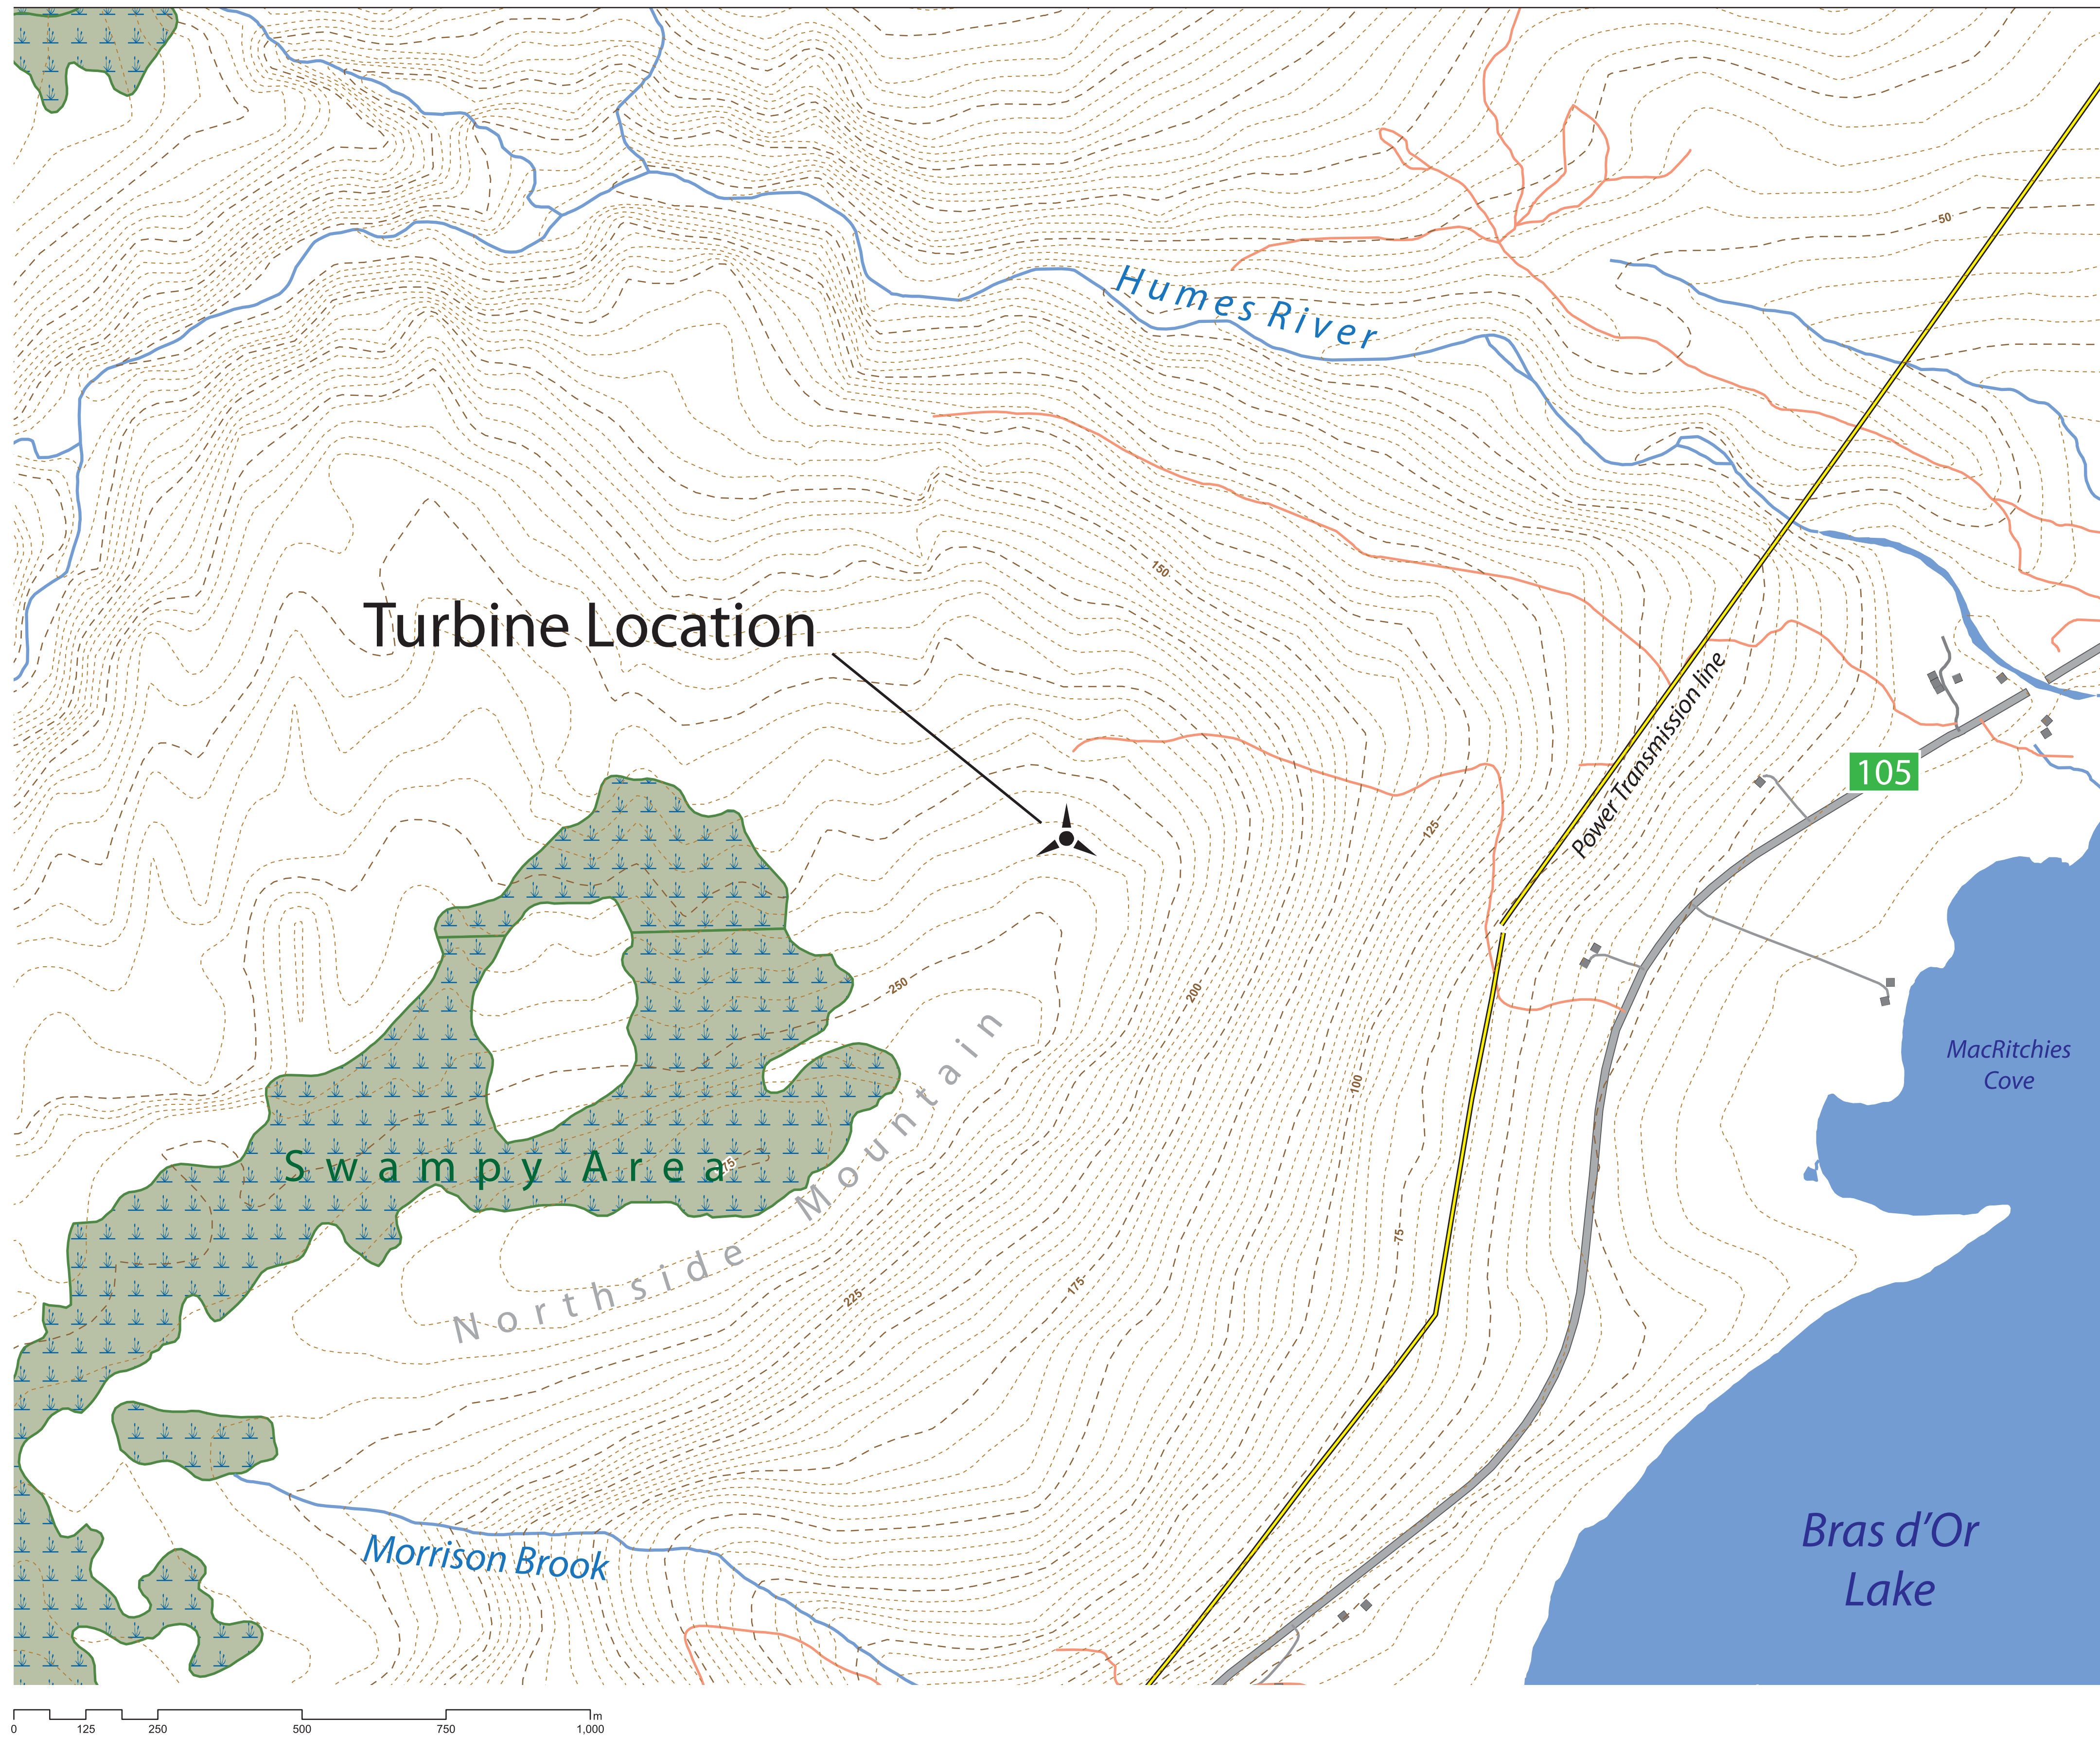 50
Humes River
150
Turbine Location
Power Transmission line
105
125
250
200
MacRitchies
Cove
100
Swampy Area
75
Northside Mountain
75
175
225
Bras d'Or
Lake
Morrison Brook
0 125 250 500 750 1,000 m